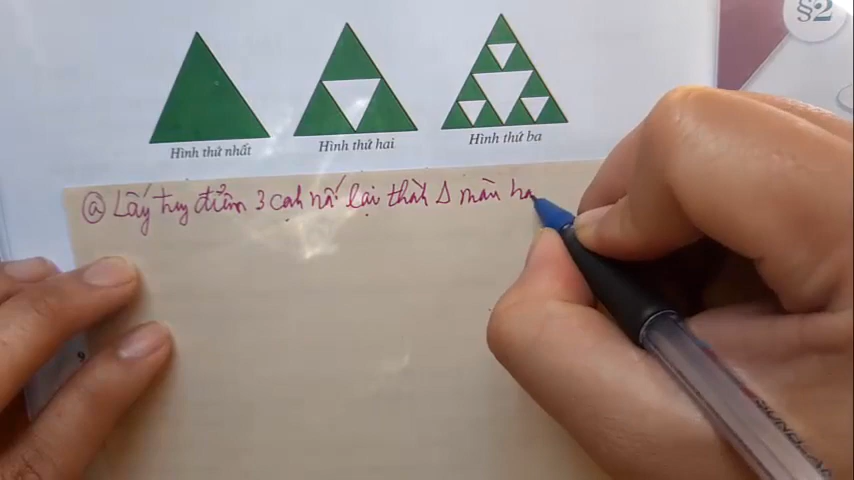 §2
Hình thứ nhất
Hình thứ hai
Hình thứ ba
ⓐ Lấy trung điểm 3 cạnh nối lại thành Δ màu
9